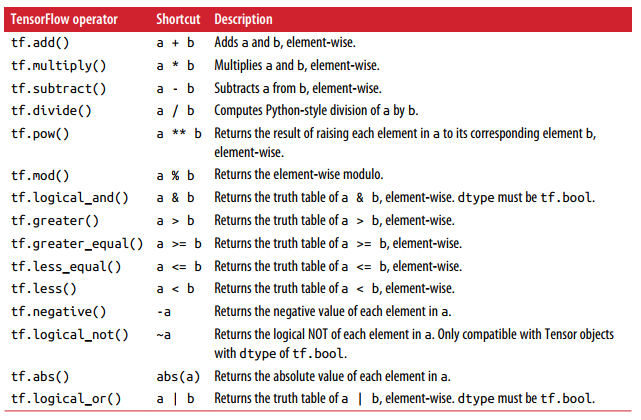 TensorFlow operator Shortcut Description
tf.add() a + b Adds a and b, element-wise.
tf.multiply() a * b Multiplies a and b, element-wise.
tf.subtract() a - b Subtracts a from b, element-wise.
tf.divide() a / b Computes Python-style division of a by b.
tf.pow() a ** b Returns the result of raising each element in a to its corresponding element b,
element-wise.
tf.mod() a % b Returns the element-wise modulo.
tf.logical_and() a & b Returns the truth table of a & b, element-wise. dtype must be tf.bool.
tf.greater() a > b Returns the truth table of a > b, element-wise.
tf.greater_equal() a >= b Returns the truth table of a >= b, element-wise.
tf.less_equal() a <= b Returns the truth table of a <= b, element-wise.
tf.less() a < b Returns the truth table of a < b, element-wise.
tf.negative() -a Returns the negative value of each element in a.
tf.logical_not() ~a Returns the logical NOT of each element in a. Only compatible with Tensor objects
with dtype of tf.bool.
tf.abs() abs(a) Returns the absolute value of each element in a.
tf.logical_or() a | b Returns the truth table of a | b, element-wise. dtype must be tf.bool.